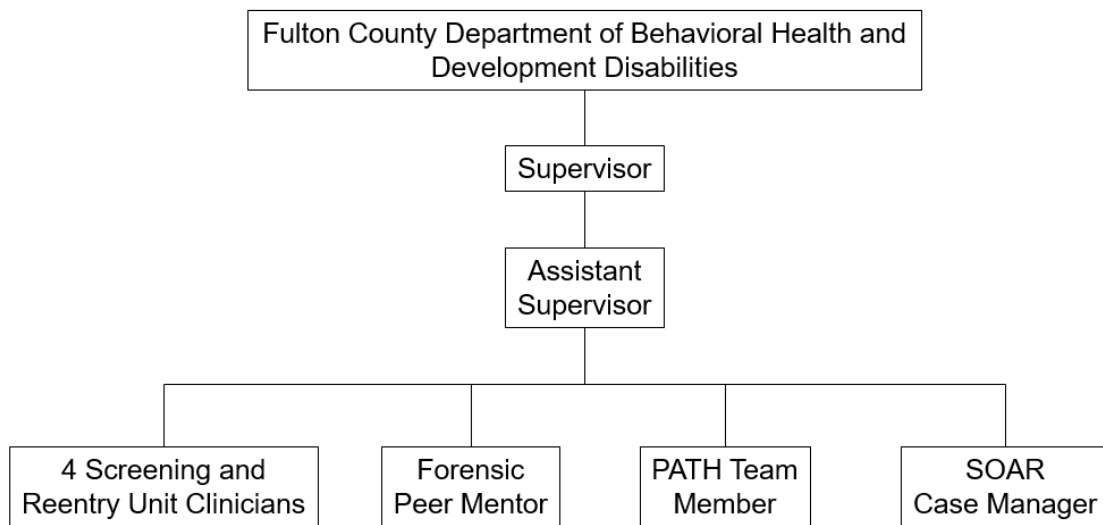 Fulton County Department of Behavioral Health and
Development Disabilities
Supervisor
Assistant
Supervisor
4 Screening and
Reentry Unit Clinicians
Forensic
Peer Mentor
PATH Team
Member
SOAR
Case Manager